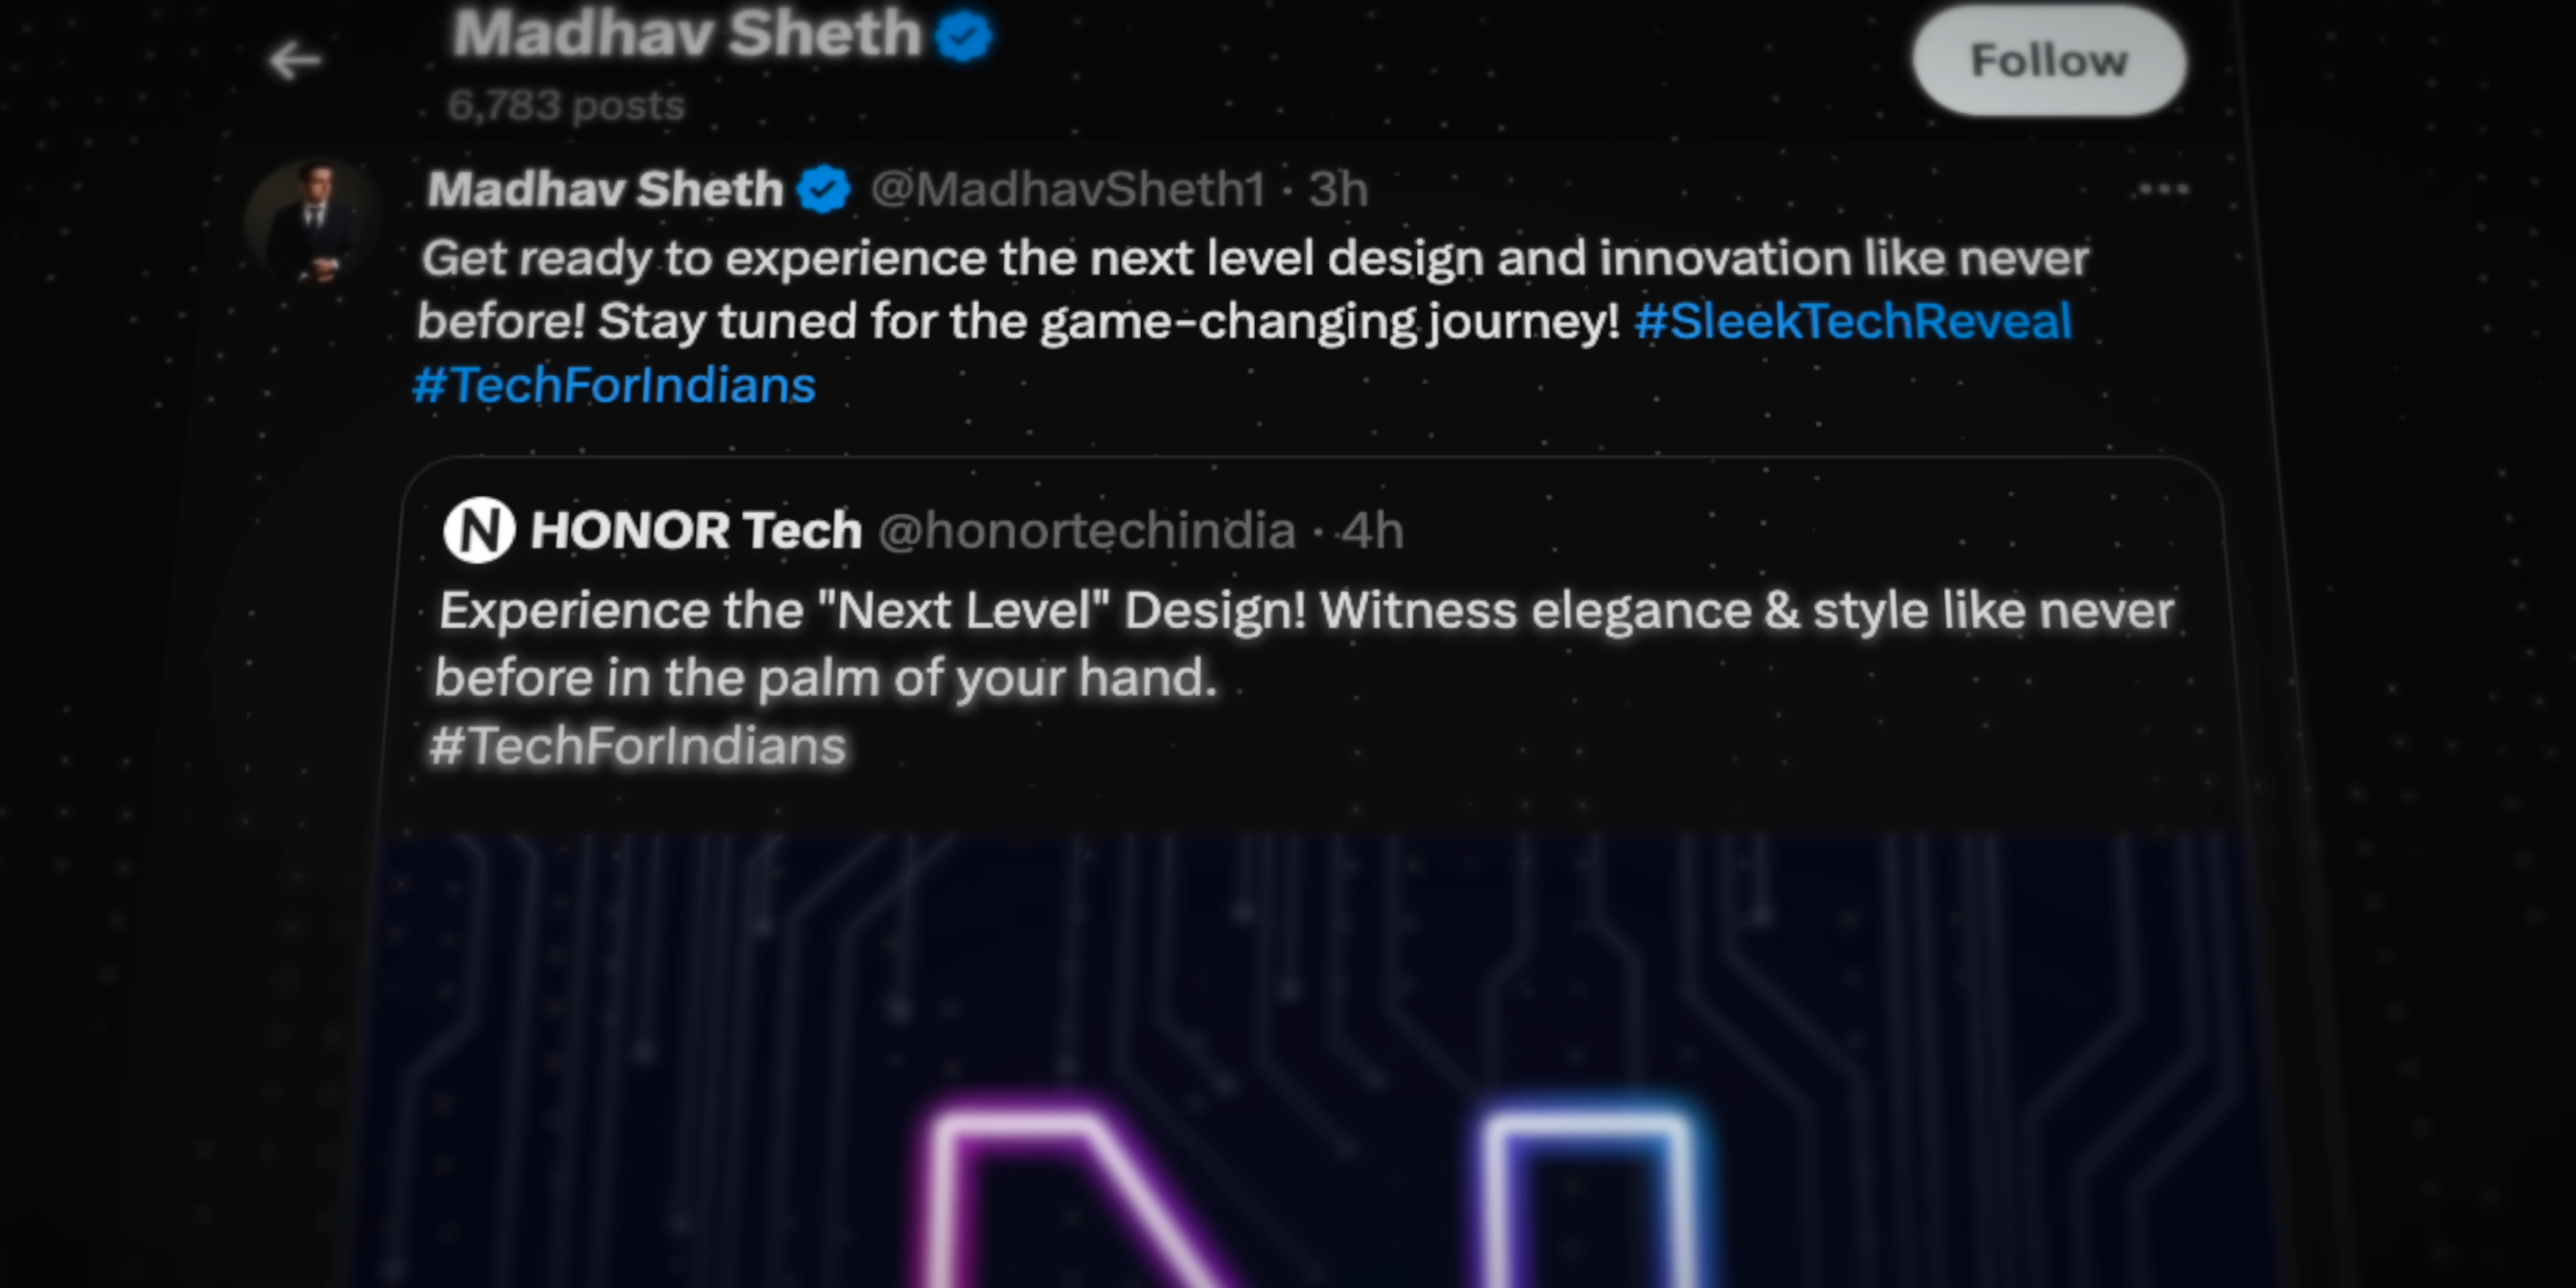 Madhav Sheth
Follow
6,783 posts
Madhav Sheth @MadhavSheth1 · 3h
Get ready to experience the next level design and innovation like never
before! Stay tuned for the game-changing journey! #SleekTechReveal
#TechForIndians
N HONOR Tech @honortechindia · 4h
Experience the "Next Level" Design! Witness elegance & style like never
before in the palm of your hand.
#TechForIndians
N